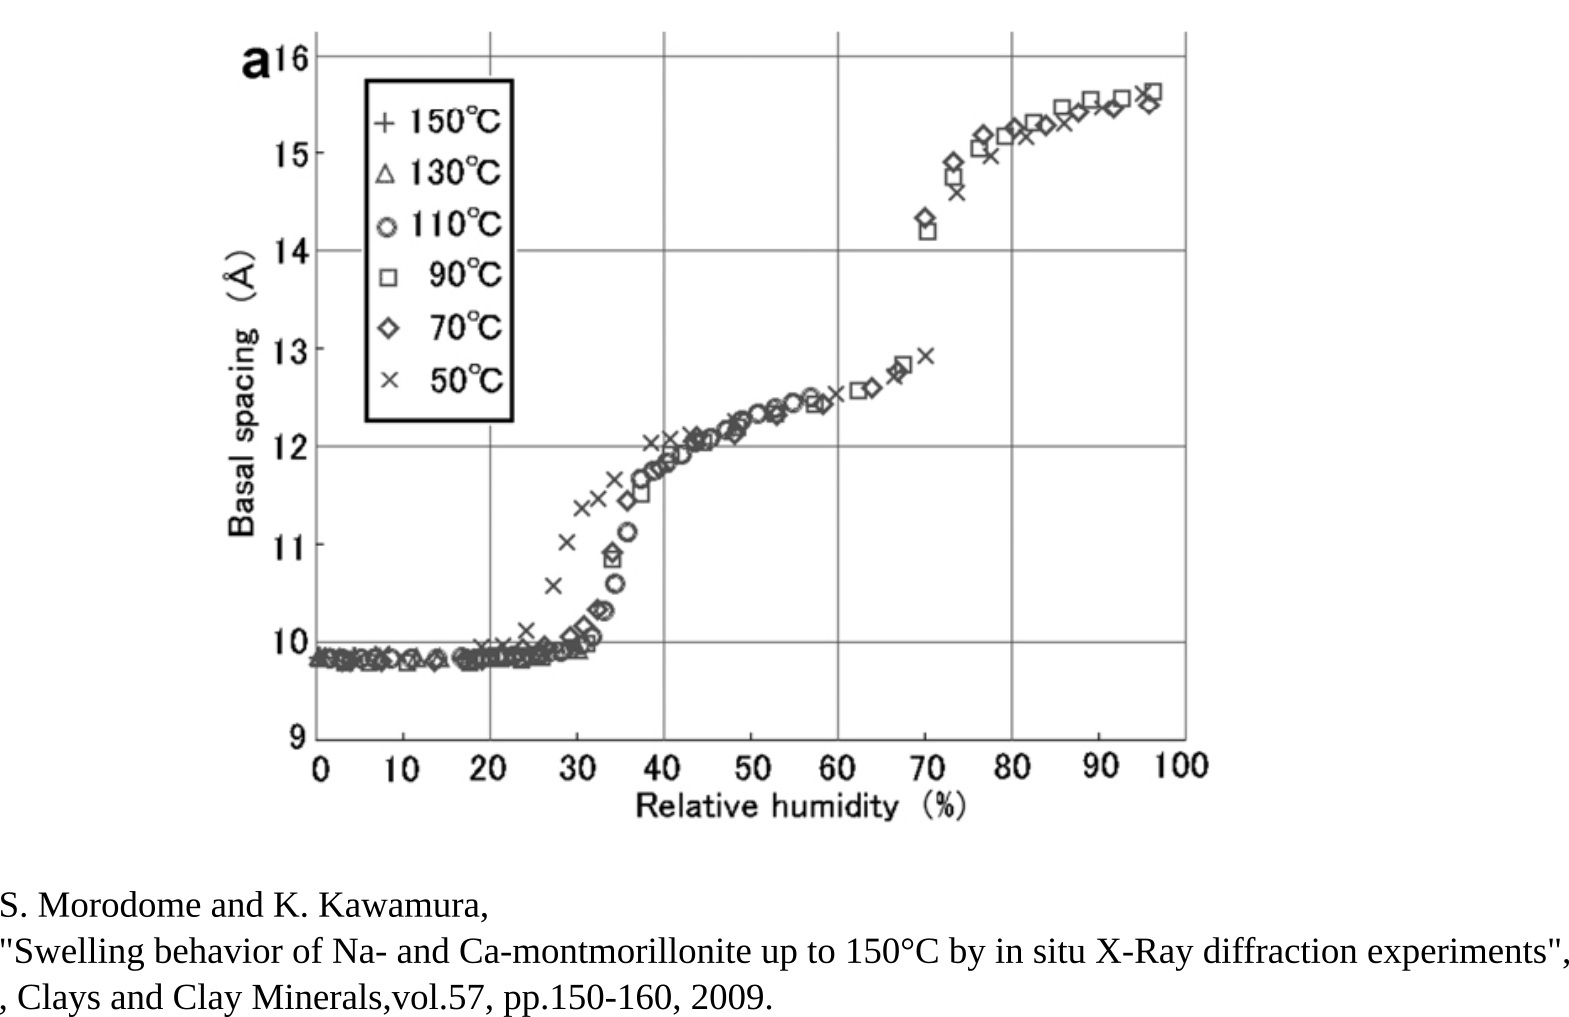 a
16
15
14
13
12
11
10
9
Basal spacing (Å)
150℃
130℃
110℃
90℃
70℃
50℃
0 10 20 30 40 50 60 70 80 90 100
Relative humidity (%)
S. Morodome and K. Kawamura,
"Swelling behavior of Na- and Ca-montmorillonite up to 150°C by in situ X-Ray diffraction experiments",
, Clays and Clay Minerals,vol.57, pp.150-160, 2009.